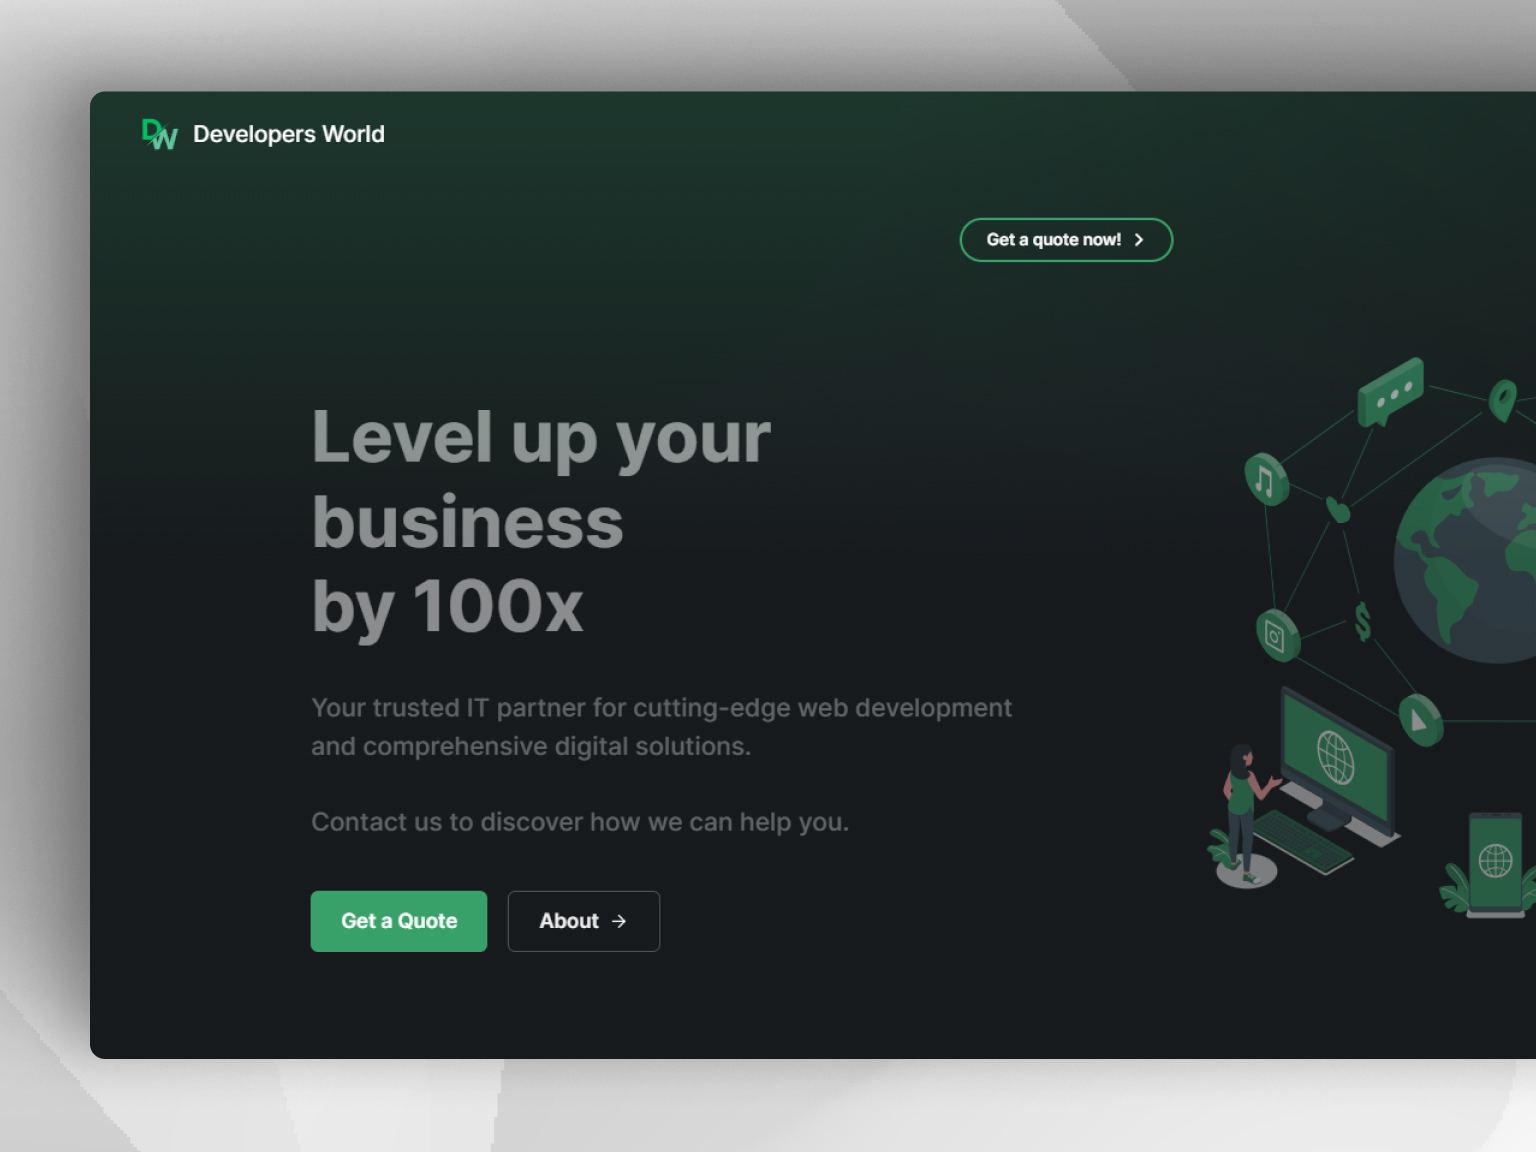 DW Developers World
Get a quote now!
Level up your
business
by 100x
Your trusted IT partner for cutting-edge web development
and comprehensive digital solutions.
Contact us to discover how we can help you.
Get a Quote
About
$